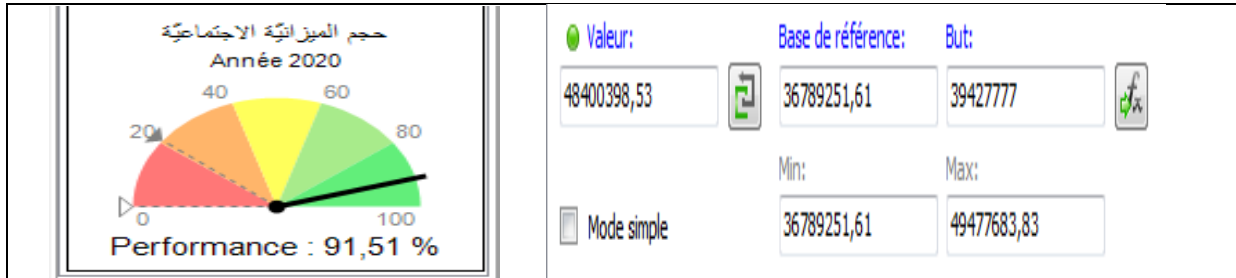 حجم الميزانيّة الاجتماعيّة
Année 2020
40 60
20 80
0 100
Performance : 91,51 %
Valeur: Base de référence: But:
48400398,53 36789251,61 39427777 fx
Min: Max:
Mode simple 36789251,61 49477683,83